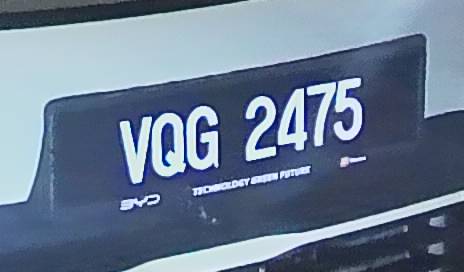 VQG 2475
BYD TECHNOLOGY GREEN FUTURE